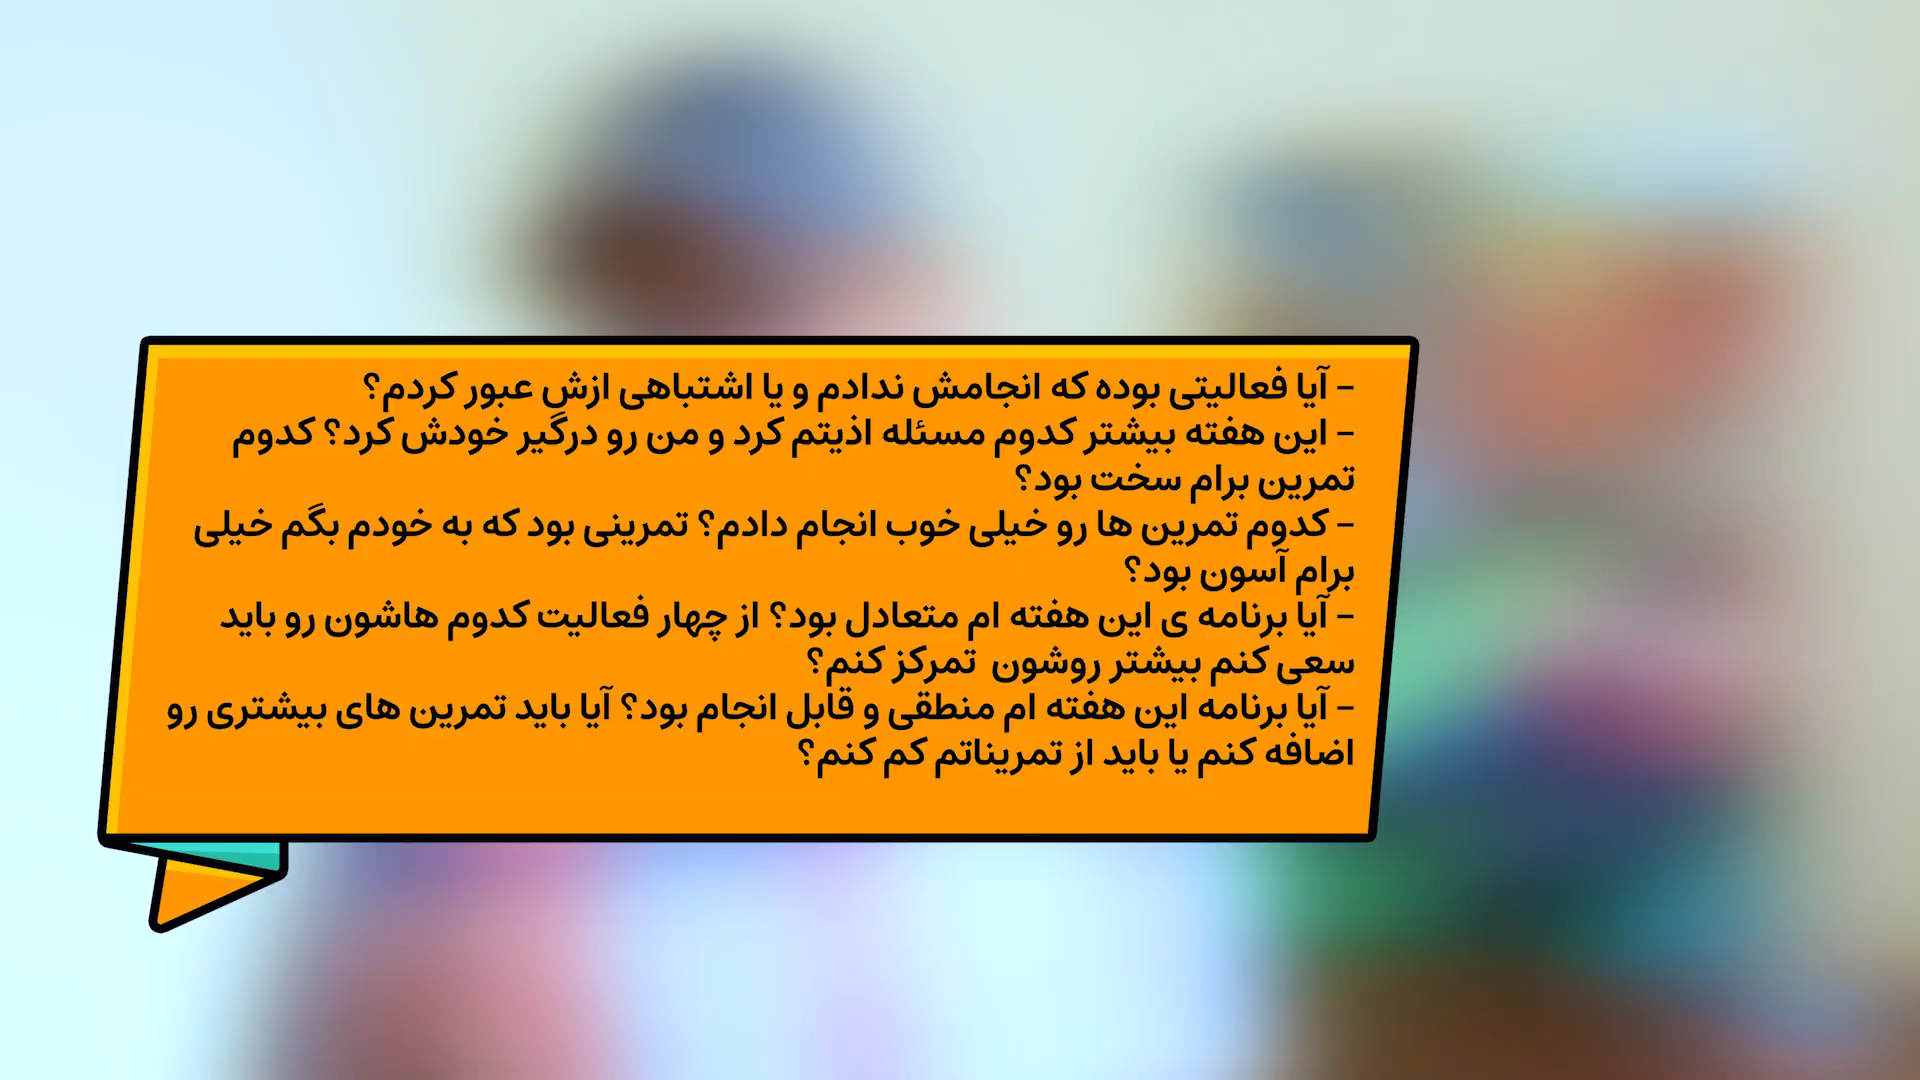 - آیا فعالیتی بوده که انجامش ندادم و یا اشتباهی ازش عبور کردم؟
- این هفته بیشتر کدوم مسئله اذیتم کرد و من رو درگیر خودش کرد؟ کدوم
تمرین برام سخت بود؟
- کدوم تمرین ها رو خیلی خوب انجام دادم؟ تمرینی بود که به خودم بگم خیلی
برام آسون بود؟
- آیا برنامه ی این هفته ام متعادل بود؟ از چهار فعالیت کدوم هاشون رو باید
سعی کنم بیشتر روشون تمرکز کنم؟
- آیا برنامه این هفته ام منطقی و قابل انجام بود؟ آیا باید تمرین های بیشتری رو
اضافه کنم یا باید از تمریناتم کم کنم؟